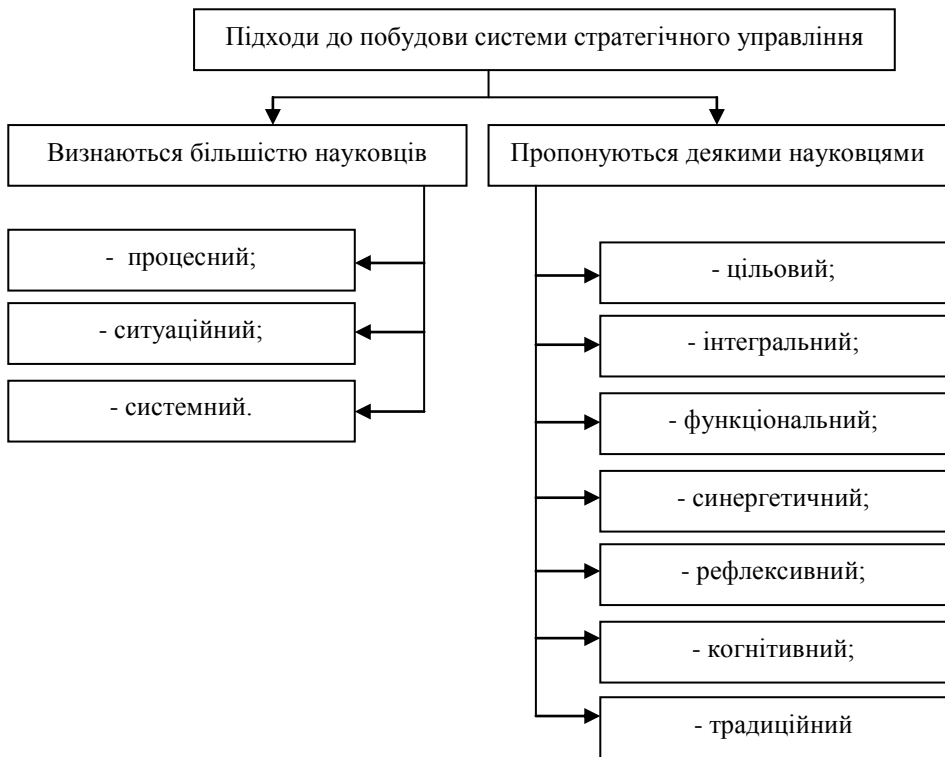 Підходи до побудови системи стратегічного управління
Визнаються більшістю науковців
- процесний;
- ситуаційний;
- системний.
Пропонуються деякими науковцями
- цільовий;
- інтегральний;
- функціональний;
- синергетичний;
- рефлексивний;
- когнітивний;
- традиційний